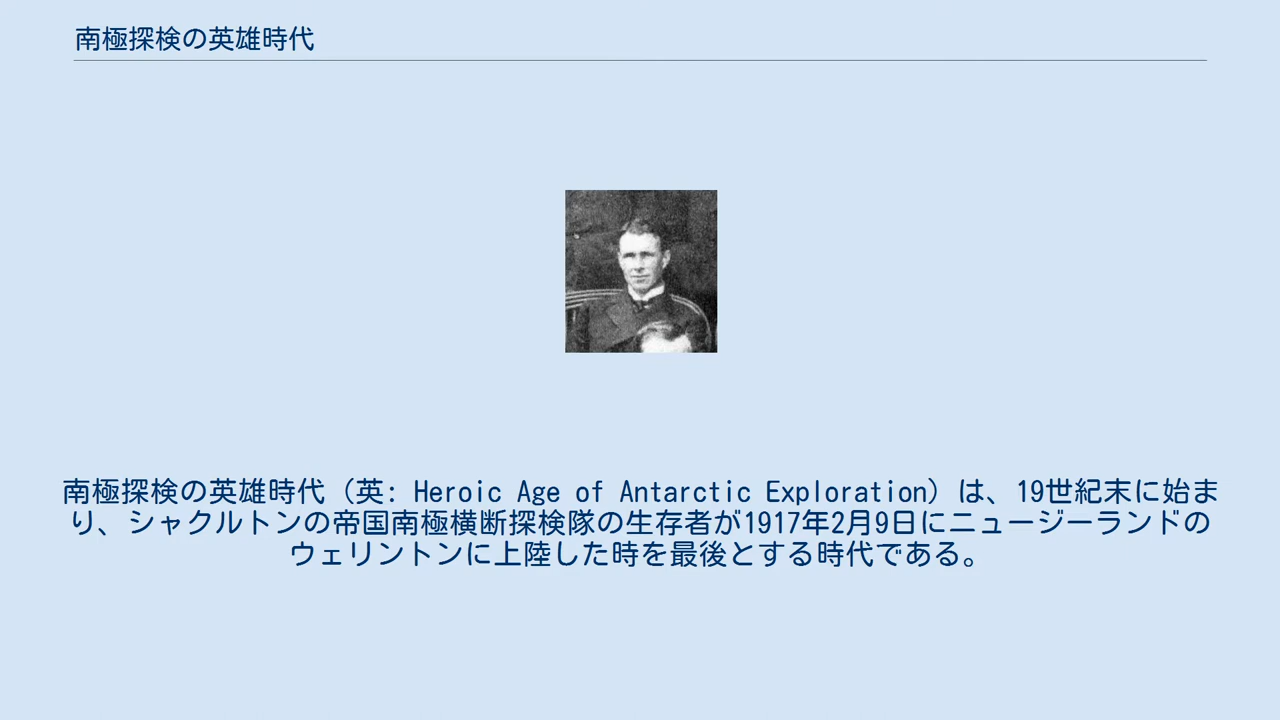 南極探検の英雄時代
南極探検の英雄時代（英: Heroic Age of Antarctic Exploration）は、19世紀末に始ま
り、シャクルトンの帝国南極横断探検隊の生存者が1917年2月9日にニュージーランドの
ウェリントンに上陸した時を最後とする時代である。